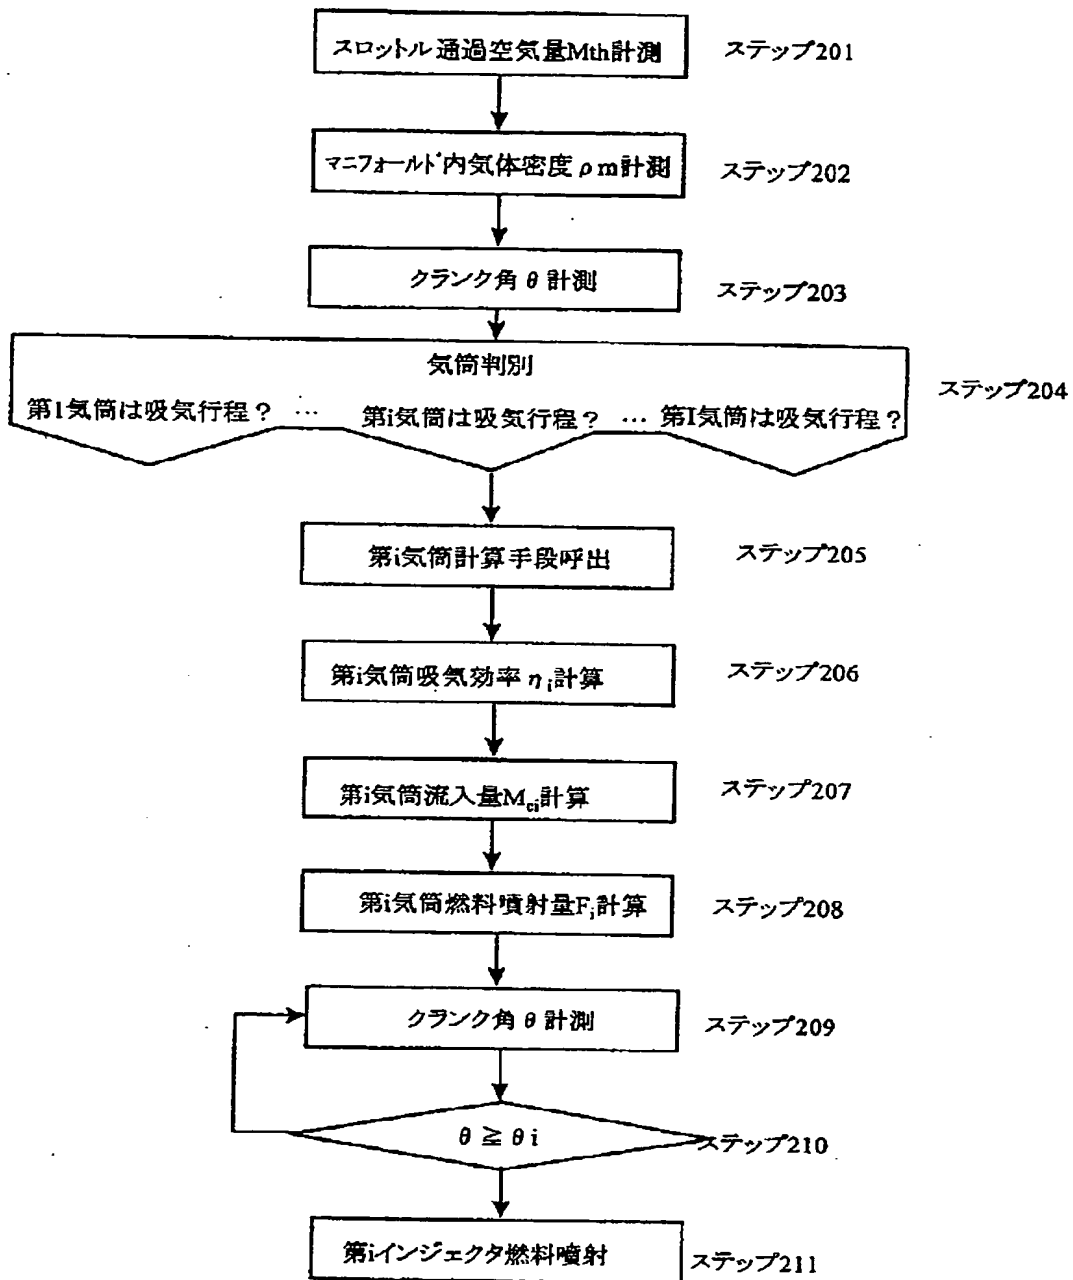 スロットル通過空気量Mth計測 ステップ201
マニフォールド内気体密度ρm計測 ステップ202
クランク角θ計測 ステップ203
気筒判別
ステップ204
第1気筒は吸気行程？ … 第i気筒は吸気行程？ … 第I気筒は吸気行程？
第i気筒計算手段呼出 ステップ205
第i気筒吸気効率ηi計算 ステップ206
第i気筒流入量Mci計算 ステップ207
第i気筒燃料噴射量Fi計算 ステップ208
クランク角θ計測 ステップ209
θ≧θi ステップ210
第iインジェクタ燃料噴射 ステップ211